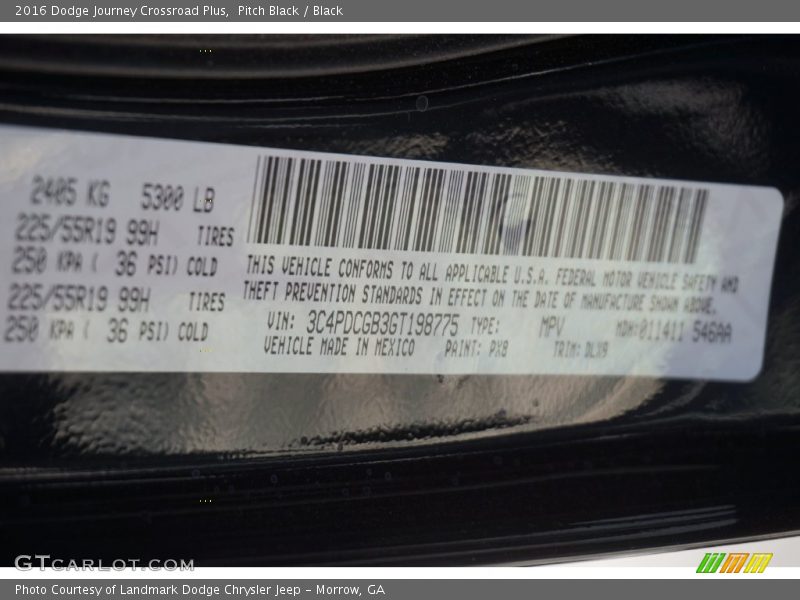 2016 Dodge Journey Crossroad Plus, Pitch Black / Black
2405 KG 5300 LB
225/55R19 99H TIRES
250 KPA ( 36 PSI) COLD
225/55R19 99H TIRES
250 KPA ( 36 PSI) COLD
THIS VEHICLE CONFORMS TO ALL APPLICABLE U.S.A. FEDERAL MOTOR VEHICLE SAFETY AND
THEFT PREVENTION STANDARDS IN EFFECT ON THE DATE OF MANUFACTURE SHOWN ABOVE.
VIN: 3C4PDCGB3GT198775 TYPE: MPV MDH:011411 546AA
VEHICLE MADE IN MEXICO PAINT: PX8 TRIM: DLX9
GTCARLOT.COM
Photo Courtesy of Landmark Dodge Chrysler Jeep – Morrow, GA